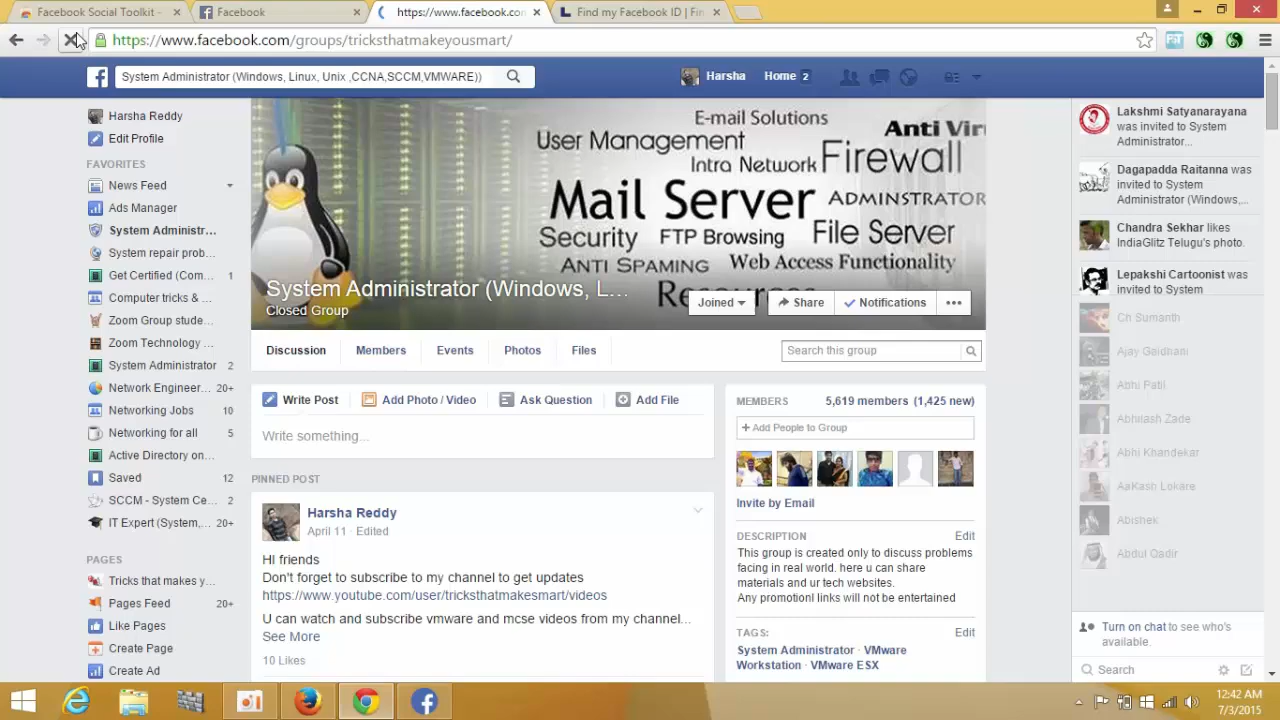 Facebook Social Toolkit -
Facebook
https://www.facebook.con
Find my Facebook ID | Fin
https://www.facebook.com/groups/tricksthatmakeyousmart/
System Administrator (Windows, Linux, Unix ,CCNA,SCCM,VMWARE))
Harsha
Home 2
Harsha Reddy
Edit Profile
FAVORITES
News Feed
Ads Manager
System Administr...
System repair prob...
Get Certified (Com... 1
Computer tricks & ...
Zoom Group stude...
Zoom Technology ...
System Administrator 2
Network Engineer... 20+
Networking Jobs 10
Networking for all 5
Active Directory on...
Saved 12
SCCM - System Ce... 2
IT Expert (System,... 20+
PAGES
Tricks that makes y...
Pages Feed 20+
Like Pages
Create Page
Create Ad
E-mail Solutions
Anti Vir
User Management
Intra Network
Firewall
Mail Server
ADMINSTRATOR
Security
FTP Browsing
File Server
ANTI SPAMING
Web Access Functionality
System Administrator (Windows, L...
Closed Group
Joined
Share
Notifications
Discussion
Members
Events
Photos
Files
Search this group
Write Post
Add Photo / Video
Ask Question
Add File
Write something...
PINNED POST
Harsha Reddy
April 11 · Edited
HI friends
Don't forget to subscribe to my channel to get updates
https://www.youtube.com/user/tricksthatmakesmart/videos
U can watch and subscribe vmware and mcse videos from my channel...
See More
10 Likes
MEMBERS
5,619 members (1,425 new)
+ Add People to Group
Invite by Email
DESCRIPTION
Edit
This group is created only to discuss problems
facing in real world. here u can share
materials and ur tech websites.
Any promotionl links will not be entertained
TAGS:
Edit
System Administrator · VMware
Workstation · VMware ESX
Lakshmi Satyanarayana
was invited to System
Administrator...
Dagapadda Raitanna was
invited to System
Administrator (Windows,...
Chandra Sekhar likes
IndiaGlitz Telugu's photo.
Lepakshi Cartoonist was
invited to System
Ch Sumanth
Ajay Gaidhani
Abhi Patil
Abhilash Zade
Abhi Khandekar
AaKash Lokare
Abishek
Abdul Qadir
Turn on chat to see who's
available.
Search
12:42 AM
7/3/2015